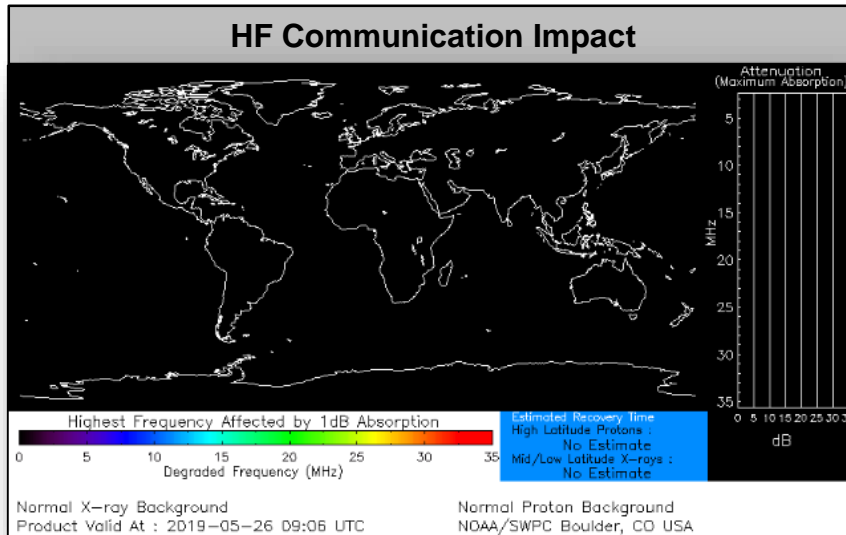 HF Communication Impact
Attenuation
(Maximum Absorption)
5
10
15
20
25
30
35
MHz
0 5 10 15 20 25 30 3
dB
Highest Frequency Affected by 1dB Absorption
0 5 10 15 20 25 30 35
Degraded Frequency (MHz)
Estimated Recovery Time
High Latitude Protons :
No Estimate
Mid/Low Latitude X-rays :
No Estimate
Normal X-ray Background
Normal Proton Background
Product Valid At : 2019-05-26 09:06 UTC
NOAA/SWPC Boulder, CO USA